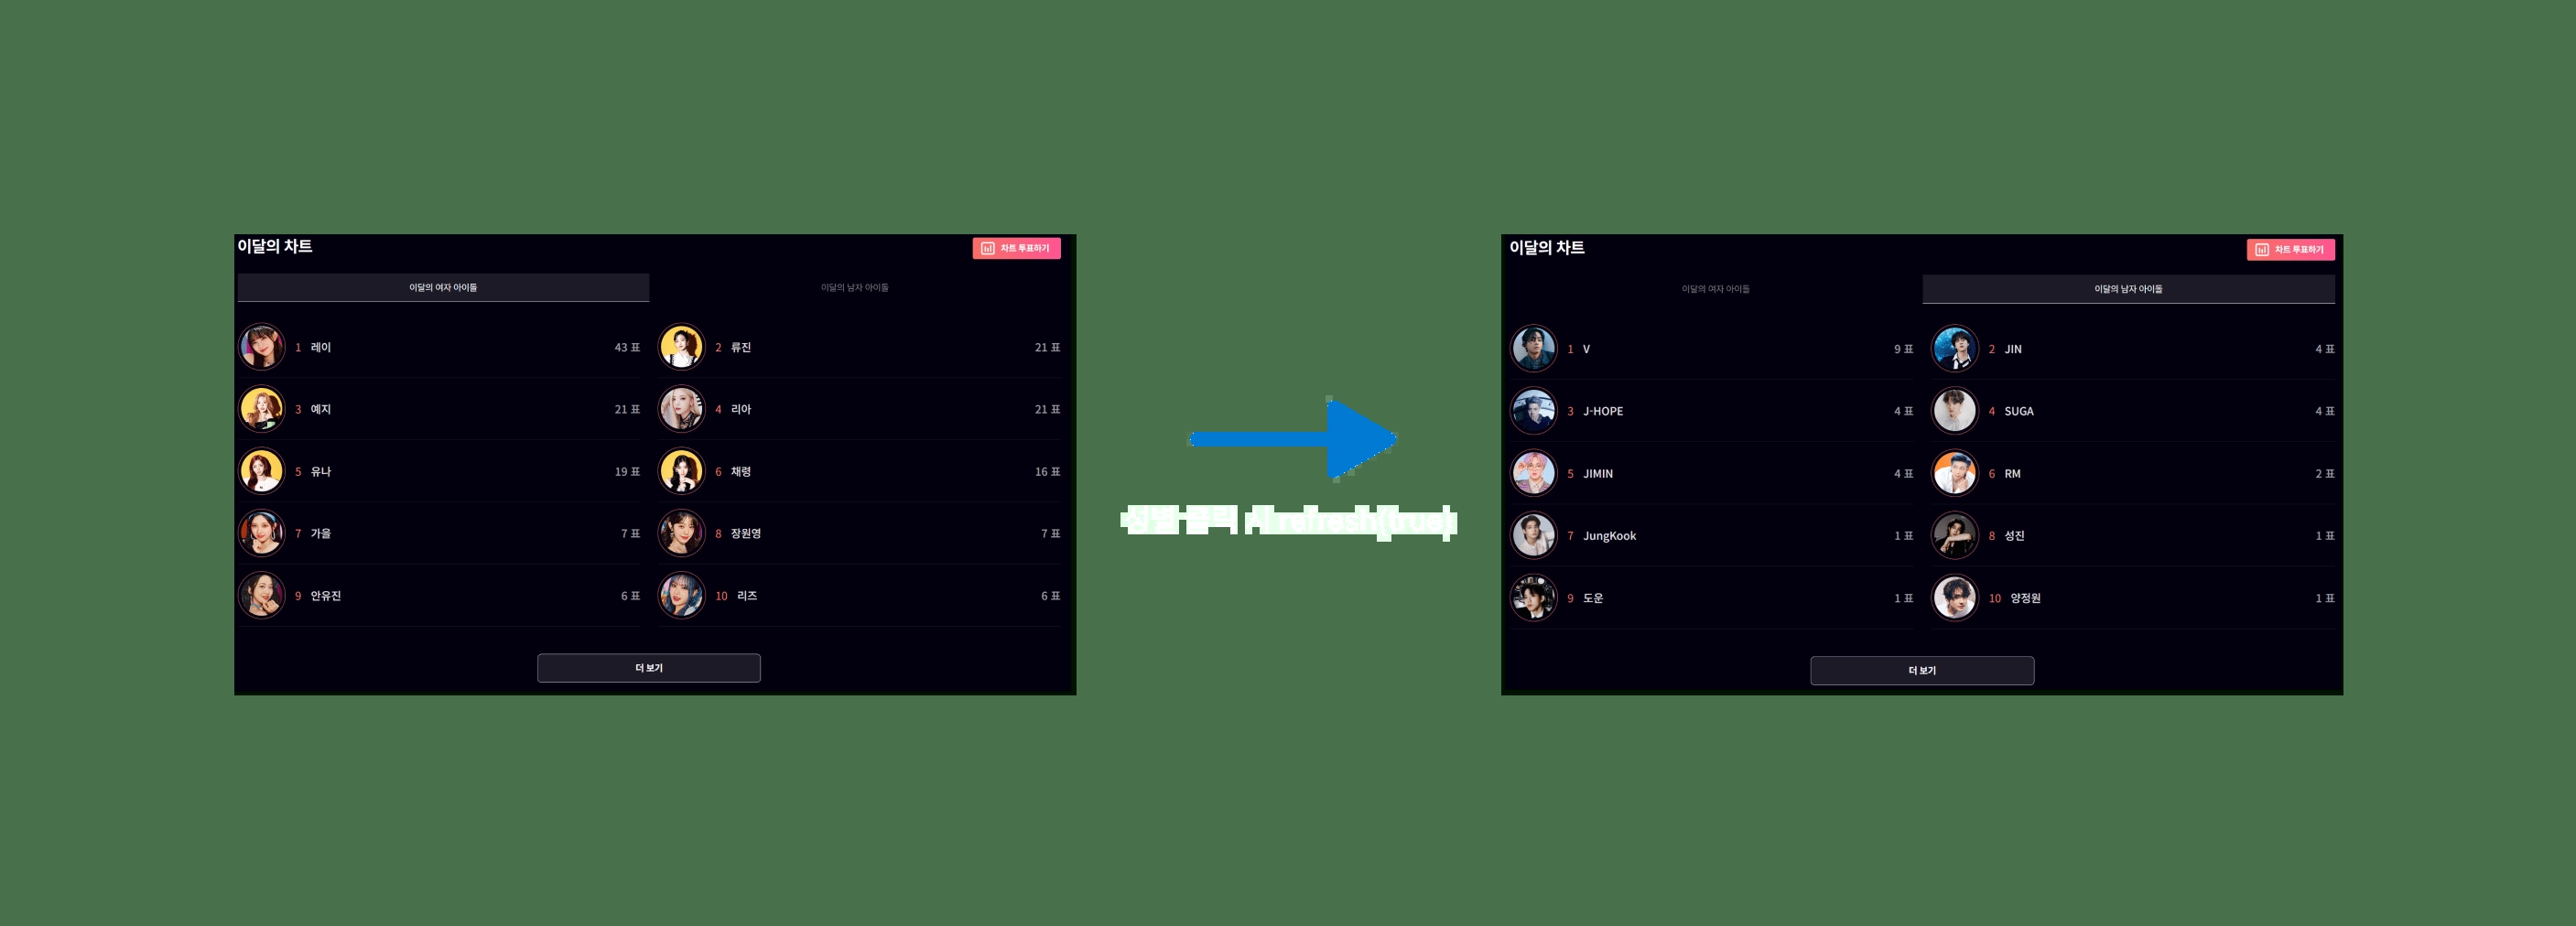 이달의 차트
차트 투표하기
이달의 여자 아이돌 이달의 남자 아이돌
1 레이 43 표 2 류진 21 표
3 예지 21 표 4 리아 21 표
5 유나 19 표 6 채령 16 표
7 가을 7 표 8 장원영 7 표
9 안유진 6 표 10 리즈 6 표
더 보기
성별 클릭 시 refresh(true)
이달의 차트
차트 투표하기
이달의 여자 아이돌 이달의 남자 아이돌
1 V 9 표 2 JIN 4 표
3 J-HOPE 4 표 4 SUGA 4 표
5 JIMIN 4 표 6 RM 2 표
7 JungKook 1 표 8 성진 1 표
9 도운 1 표 10 양정원 1 표
더 보기